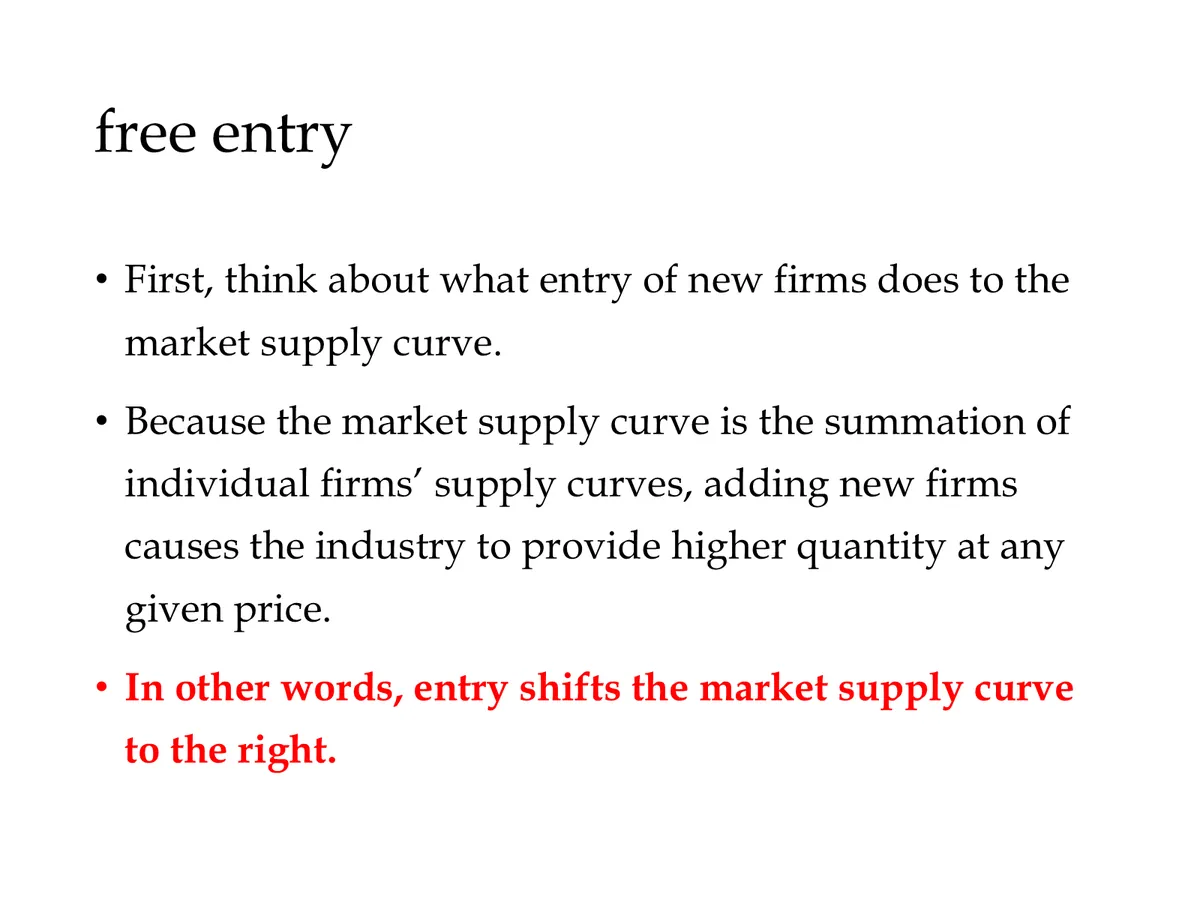 free entry
• First, think about what entry of new firms does to the
market supply curve.
• Because the market supply curve is the summation of
individual firms’ supply curves, adding new firms
causes the industry to provide higher quantity at any
given price.
• In other words, entry shifts the market supply curve
to the right.